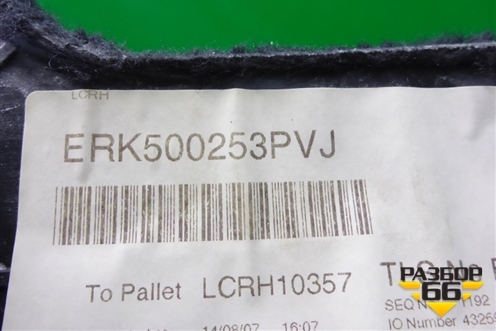 LCRH
ERK500253PVJ
To Pallet LCRH10357
SEQ N 1192
IO Number 4326
14/08/07 16:07
РАЗБОР
66